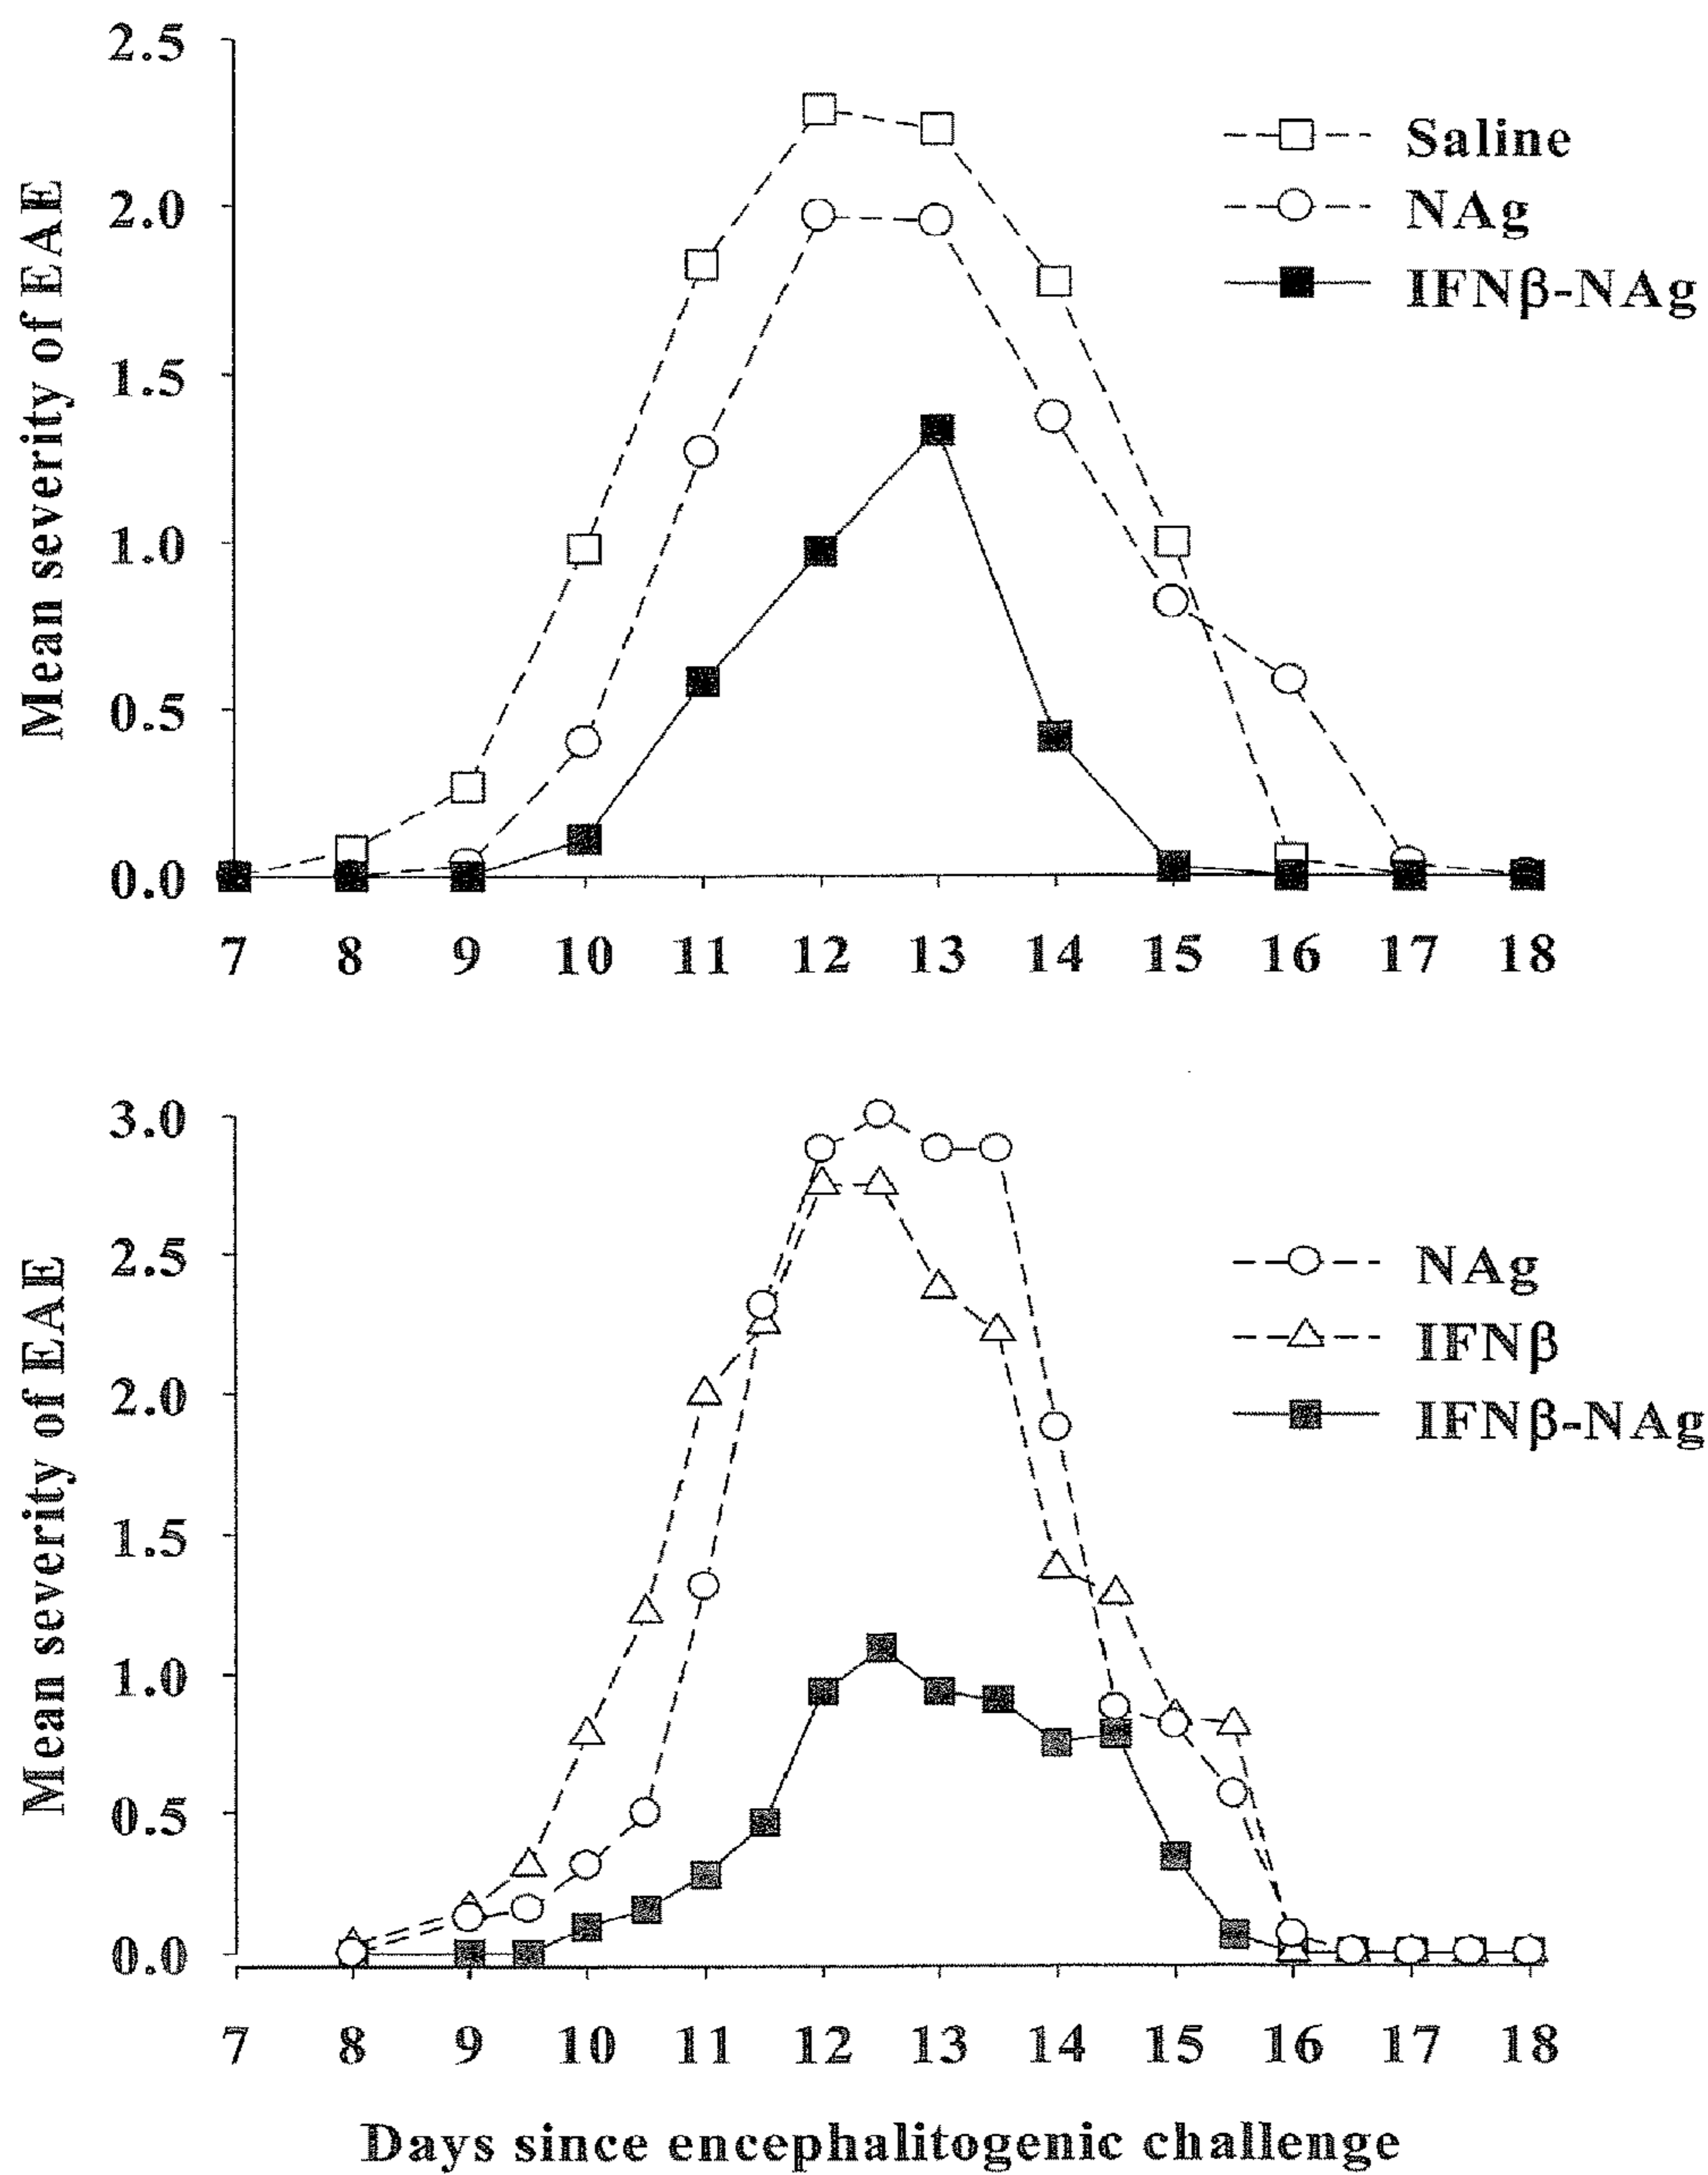 Mean severity of EAE
2.5
2.0
1.5
1.0
0.5
0.0
Saline
NAg
IFNβ-NAg
7 8 9 10 11 12 13 14 15 16 17 18
Mean severity of EAE
3.0
2.5
2.0
1.5
1.0
0.5
0.0
NAg
IFNβ
IFNβ-NAg
7 8 9 10 11 12 13 14 15 16 17 18
Days since encephalitogenic challenge